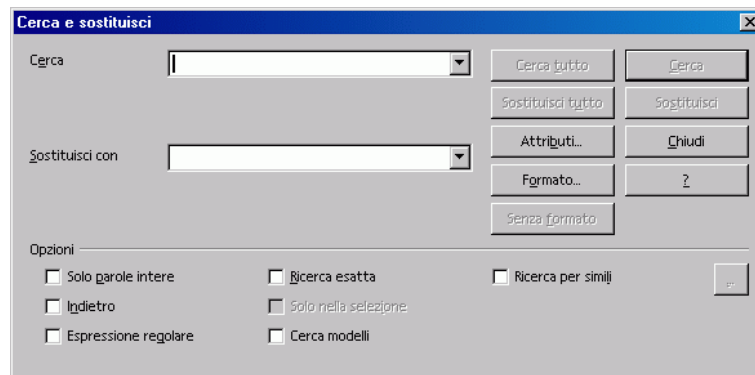 Cerca e sostituisci
Cerca
Cerca tutto
Cerca
Sostituisci tutto
Sostituisci
Sostituisci con
Attributi...
Chiudi
Formato...
?
Senza formato
Opzioni
Solo parole intere
Ricerca esatta
Ricerca per simili
...
Indietro
Solo nella selezione
Espressione regolare
Cerca modelli